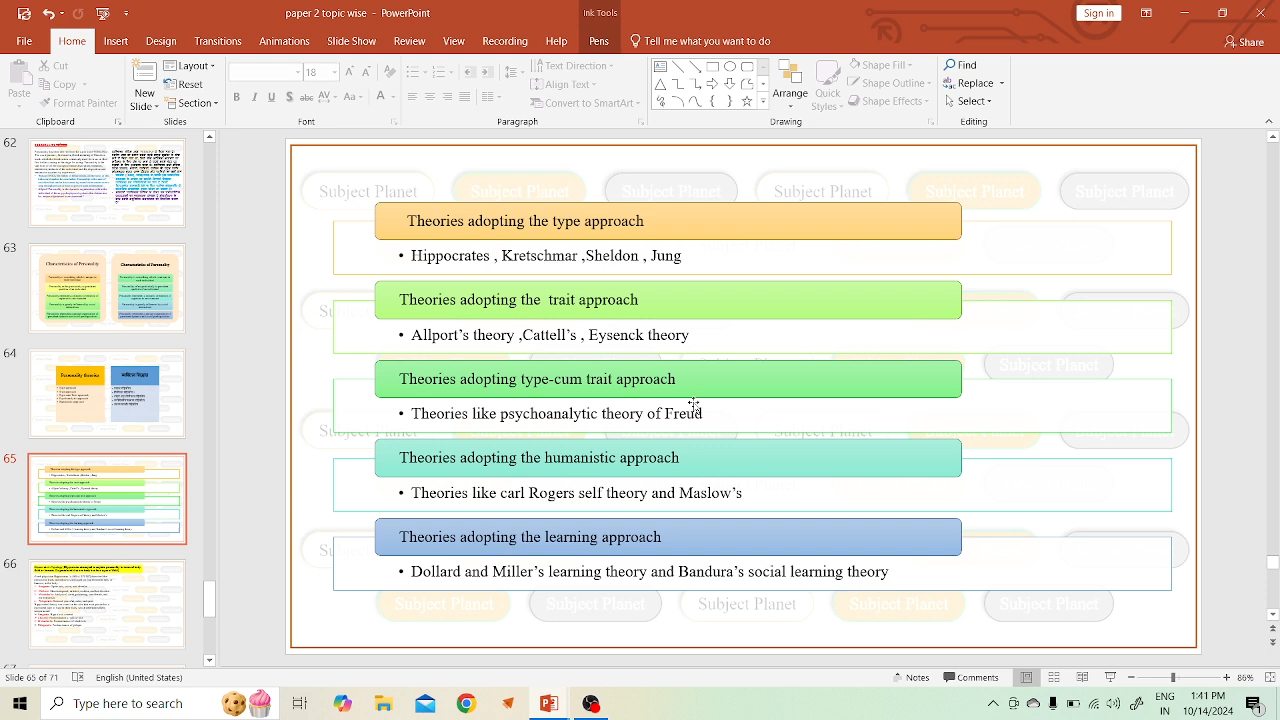 Sign in
File Home Insert Design Transitions Animations Slide Show Review View Recording Help Pens Tell me what you want to do Share
Ink Tools
Paste Cut Copy Format Painter
New Slide Layout Reset Section
18
Text Direction
Align Text
Convert to SmartArt
Arrange Quick Styles
Shape Fill
Shape Outline
Shape Effects
Find
Replace
Select
Clipboard Slides Font Paragraph Drawing Editing
62
63
Characteristics of Personality
64
Personality theories
65
66
Subject Planet
Theories adopting the type approach
• Hippocrates , Kretschmar ,Sheldon , Jung
Theories adopting the trait approach
• Allport's theory ,Cattell's , Eysenck theory
Theories adopting type-cum trait approach
• Theories like psychoanalytic theory of Freud
Theories adopting the humanistic approach
• Theories like Carl Rogers self theory and Maslow's
Theories adopting the learning approach
• Dollard and Miller's learning theory and Bandura's social learning theory
Subject Planet
Slide 65 of 71 English (United States) Notes Comments 86%
Type here to search
ENG
IN
1:41 PM
10/14/2024